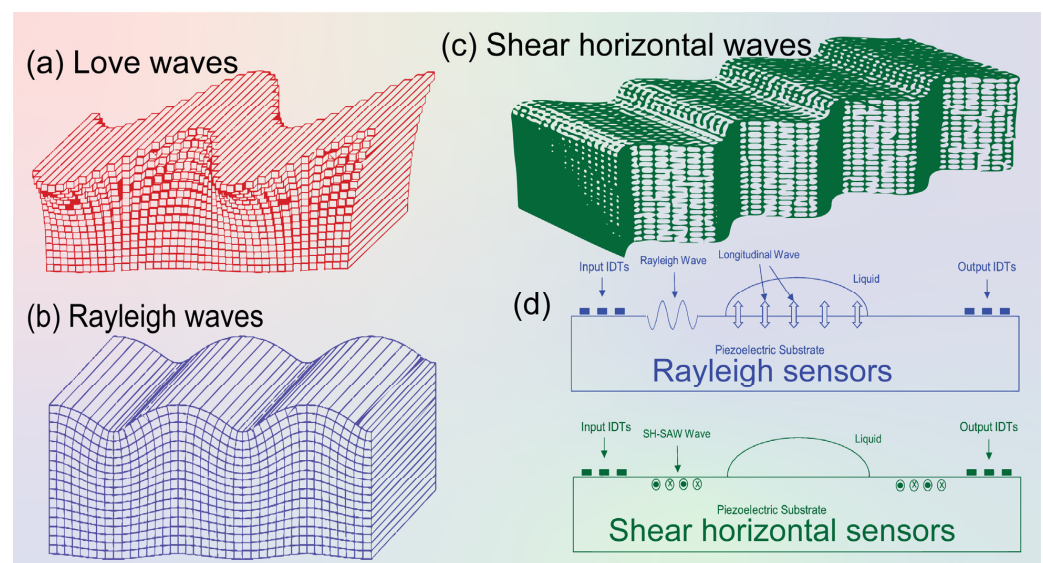 (a) Love waves
(c) Shear horizontal waves
(b) Rayleigh waves
(d)
Input IDTs
Rayleigh Wave
Longitudinal Wave
Liquid
Output IDTs
Piezoelectric Substrate
Rayleigh sensors
Input IDTs
SH-SAW Wave
Liquid
Output IDTs
Piezoelectric Substrate
Shear horizontal sensors